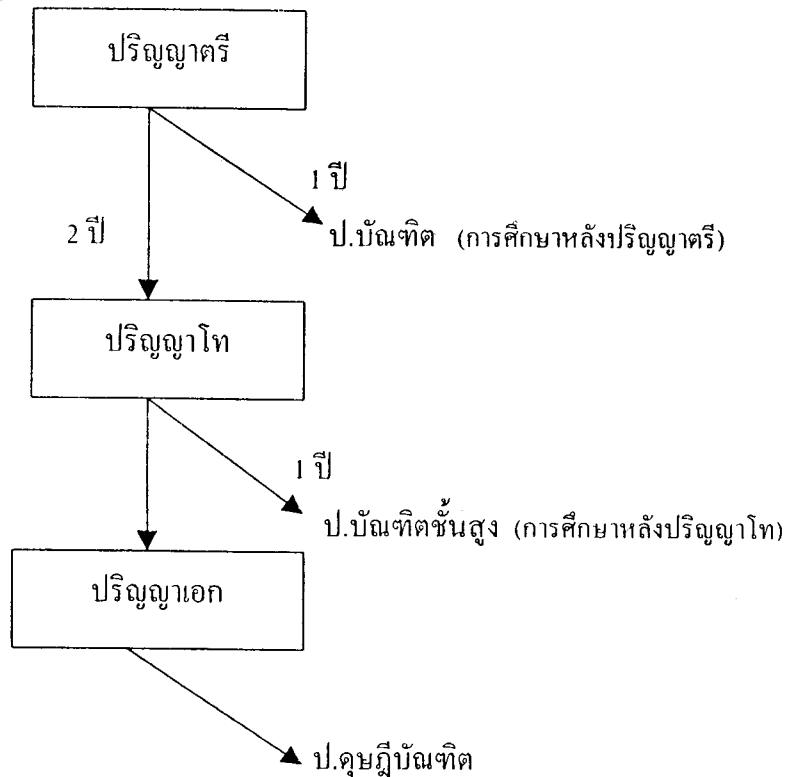 ปริญญาตรี
1 ปี
2 ปี
ป.บัณฑิต (การศึกษาหลังปริญญาตรี)
ปริญญาโท
1 ปี
ป.บัณฑิตชั้นสูง (การศึกษาหลังปริญญาโท)
ปริญญาเอก
ป.ดุษฎีบัณฑิต